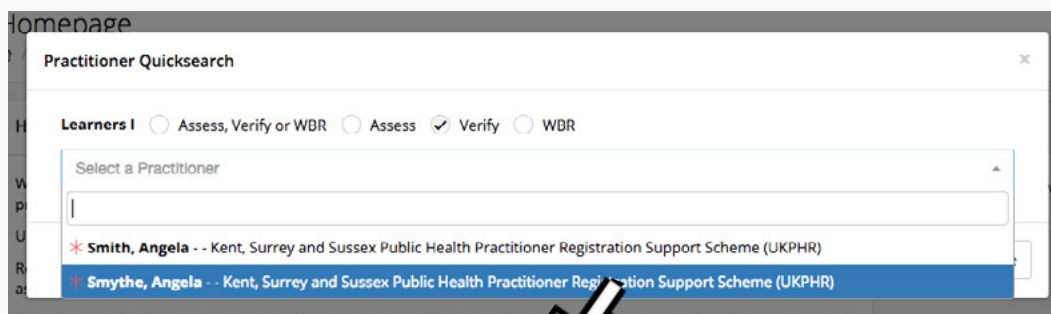 Homepage
Practitioner Quicksearch
×
Learners I Assess, Verify or WBR Assess Verify WBR
Select a Practitioner
* Smith, Angela - - Kent, Surrey and Sussex Public Health Practitioner Registration Support Scheme (UKPHR)
* Smythe, Angela - - Kent, Surrey and Sussex Public Health Practitioner Registration Support Scheme (UKPHR)